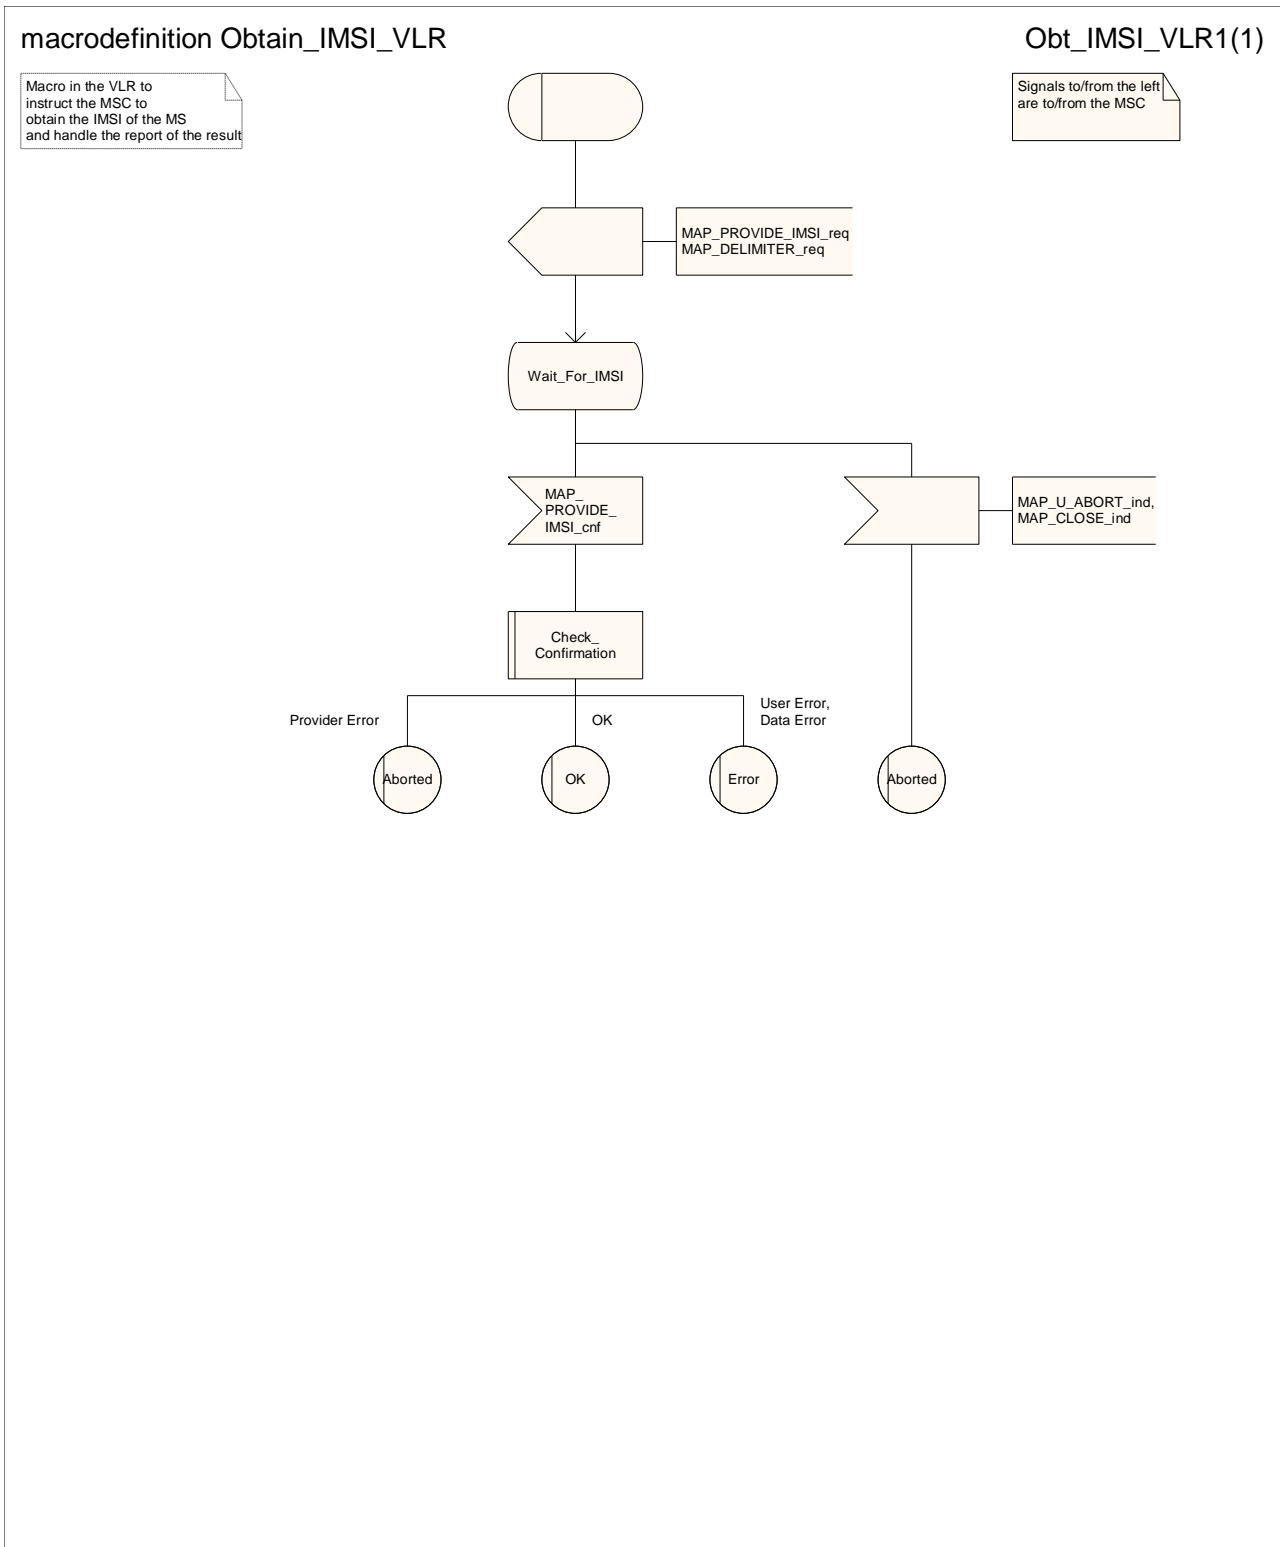 macrodefinition Obtain_IMSI_VLR
Obt_IMSI_VLR1(1)
Macro in the VLR to
instruct the MSC to
obtain the IMSI of the MS
and handle the report of the result
Signals to/from the left
are to/from the MSC
MAP_PROVIDE_IMSI_req
MAP_DELIMITER_req
Wait_For_IMSI
MAP_
PROVIDE_
IMSI_cnf
MAP_U_ABORT_ind,
MAP_CLOSE_ind
Check_
Confirmation
Provider Error
OK
User Error,
Data Error
Aborted
OK
Error
Aborted